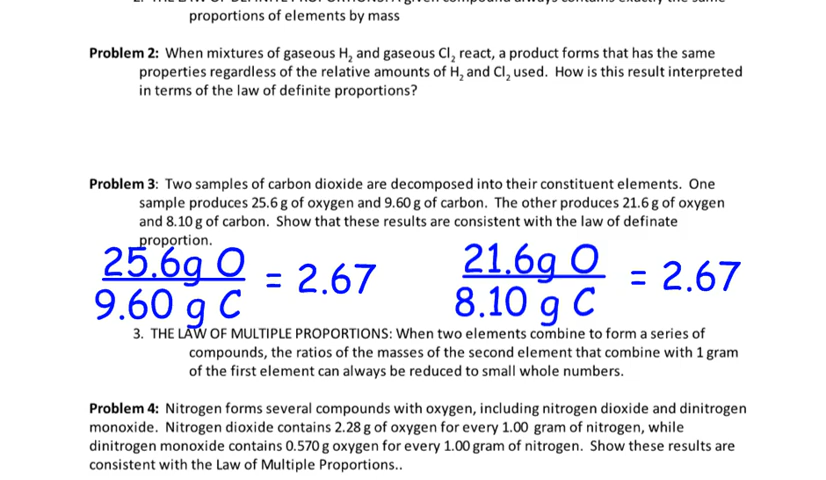 proportions of elements by mass
Problem 2: When mixtures of gaseous H₂ and gaseous Cl₂ react, a product forms that has the same
properties regardless of the relative amounts of H₂ and Cl₂ used. How is this result interpreted
in terms of the law of definite proportions?
Problem 3: Two samples of carbon dioxide are decomposed into their constituent elements. One
sample produces 25.6 g of oxygen and 9.60 g of carbon. The other produces 21.6 g of oxygen
and 8.10 g of carbon. Show that these results are consistent with the law of definate
proportion.
25.6g O
9.60 g C
= 2.67
21.6g O
8.10 g C
= 2.67
3. THE LAW OF MULTIPLE PROPORTIONS: When two elements combine to form a series of
compounds, the ratios of the masses of the second element that combine with 1 gram
of the first element can always be reduced to small whole numbers.
Problem 4: Nitrogen forms several compounds with oxygen, including nitrogen dioxide and dinitrogen
monoxide. Nitrogen dioxide contains 2.28 g of oxygen for every 1.00 gram of nitrogen, while
dinitrogen monoxide contains 0.570 g oxygen for every 1.00 gram of nitrogen. Show these results are
consistent with the Law of Multiple Proportions..